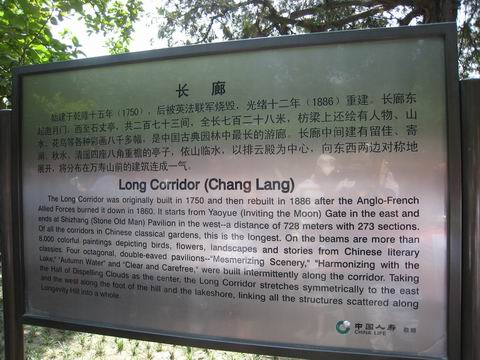 长 廊
始建于乾隆十五年（1750），后被英法联军烧毁，光绪十二年（1886）重建。长廊东
起邀月门，西至石丈亭，共二百七十三间，全长七百二十八米，枋梁上还绘有人物、山
水、花鸟等各种彩画八千多幅，是中国古典园林中最长的游廊。长廊中间建有留佳、寄
澜、秋水、清遥四座八角重檐的亭子，依山临水，以排云殿为中心，向东西两边对称地
展开，将分布在万寿山前的建筑连成一气。
Long Corridor (Chang Lang)
The Long Corridor was originally built in 1750 and then rebuilt in 1886 after the Anglo-French
Allied Forces burned it down in 1860. It starts from Yaoyue (Inviting the Moon) Gate in the east and
ends at Shizhang (Stone Old Man) Pavilion in the west--a distance of 728 meters with 273 sections.
Of all the corridors in Chinese classical gardens, this is the longest. On the beams are more than
8,000 colorful paintings depicting birds, flowers, landscapes and stories from Chinese literary
classics. Four octagonal, double-eaved pavilions--"Mesmerizing Scenery," "Harmonizing with the
Lake," "Autumn Water" and "Clear and Carefree," were built intermittently along the corridor. Taking
the Hall of Dispelling Clouds as the center, the Long Corridor stretches symmetrically to the east
and the west along the foot of the hill and the lakeshore, linking all the structures scattered along
Longevity Hill into a whole.
中国人寿
CHINA LIFE